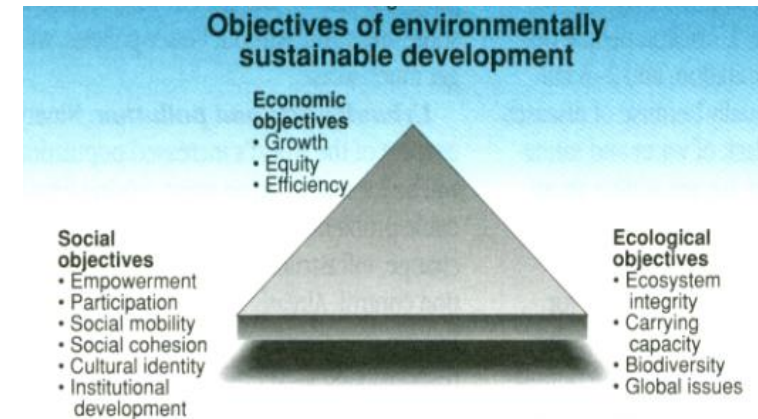 Objectives of environmentally
sustainable development
Economic
objectives
• Growth
• Equity
• Efficiency
Social
objectives
• Empowerment
• Participation
• Social mobility
• Social cohesion
• Cultural identity
• Institutional
development
Ecological
objectives
• Ecosystem
integrity
• Carrying
capacity
• Biodiversity
• Global issues